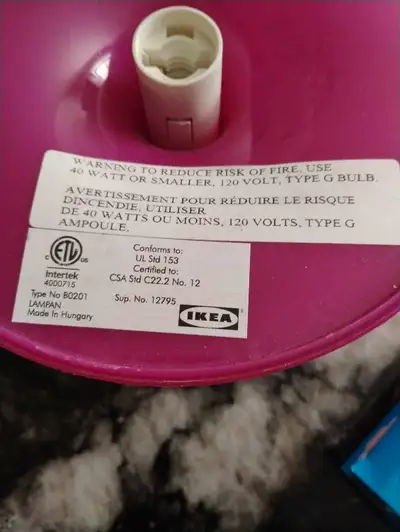 WARNING TO REDUCE RISK OF FIRE, USE
40 WATT OR SMALLER, 120 VOLT, TYPE G BULB.
AVERTISSEMENT POUR RÉDUIRE LE RISQUE
DINCENDIE, UTILISER
DE 40 WATTS OU MOINS, 120 VOLTS, TYPE G
AMPOULE.
C ETL US
Intertek
4000715
Type No B0201
LAMPAN
Made In Hungary
Conforms to:
UL Std 153
Certified to:
CSA Std C22.2 No. 12
Sup. No. 12795
IKEA